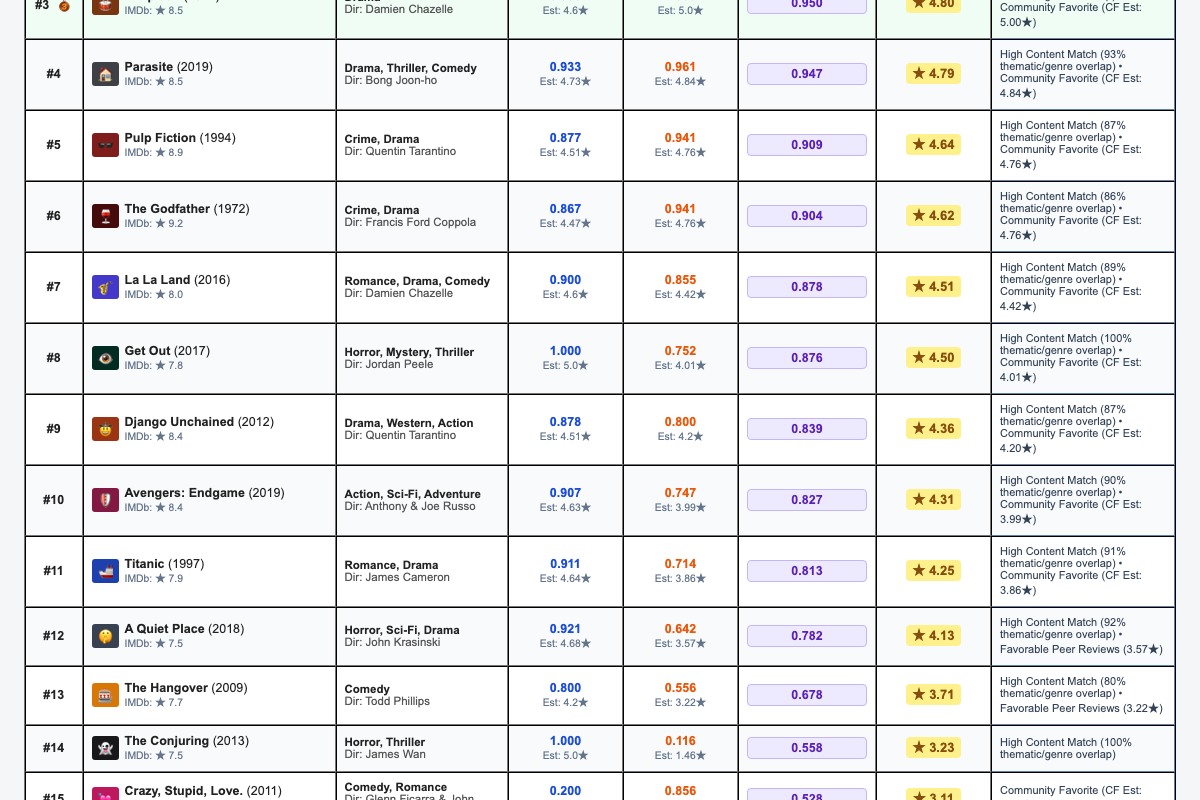 #3
IMDb: ★ 8.5
Dir: Damien Chazelle
Est: 4.6★
Est: 5.0★
0.950
★ 4.80
Community Favorite (CF Est:
5.00★)
#4
Parasite (2019)
IMDb: ★ 8.5
Drama, Thriller, Comedy
Dir: Bong Joon-ho
0.933
Est: 4.73★
0.961
Est: 4.84★
0.947
★ 4.79
High Content Match (93%
thematic/genre overlap) •
Community Favorite (CF Est:
4.84★)
#5
Pulp Fiction (1994)
IMDb: ★ 8.9
Crime, Drama
Dir: Quentin Tarantino
0.877
Est: 4.51★
0.941
Est: 4.76★
0.909
★ 4.64
High Content Match (87%
thematic/genre overlap) •
Community Favorite (CF Est:
4.76★)
#6
The Godfather (1972)
IMDb: ★ 9.2
Crime, Drama
Dir: Francis Ford Coppola
0.867
Est: 4.47★
0.941
Est: 4.76★
0.904
★ 4.62
High Content Match (86%
thematic/genre overlap) •
Community Favorite (CF Est:
4.76★)
#7
La La Land (2016)
IMDb: ★ 8.0
Romance, Drama, Comedy
Dir: Damien Chazelle
0.900
Est: 4.6★
0.855
Est: 4.42★
0.878
★ 4.51
High Content Match (89%
thematic/genre overlap) •
Community Favorite (CF Est:
4.42★)
#8
Get Out (2017)
IMDb: ★ 7.8
Horror, Mystery, Thriller
Dir: Jordan Peele
1.000
Est: 5.0★
0.752
Est: 4.01★
0.876
★ 4.50
High Content Match (100%
thematic/genre overlap) •
Community Favorite (CF Est:
4.01★)
#9
Django Unchained (2012)
IMDb: ★ 8.4
Drama, Western, Action
Dir: Quentin Tarantino
0.878
Est: 4.51★
0.800
Est: 4.2★
0.839
★ 4.36
High Content Match (87%
thematic/genre overlap) •
Community Favorite (CF Est:
4.20★)
#10
Avengers: Endgame (2019)
IMDb: ★ 8.4
Action, Sci-Fi, Adventure
Dir: Anthony & Joe Russo
0.907
Est: 4.63★
0.747
Est: 3.99★
0.827
★ 4.31
High Content Match (90%
thematic/genre overlap) •
Community Favorite (CF Est:
3.99★)
#11
Titanic (1997)
IMDb: ★ 7.9
Romance, Drama
Dir: James Cameron
0.911
Est: 4.64★
0.714
Est: 3.86★
0.813
★ 4.25
High Content Match (91%
thematic/genre overlap) •
Community Favorite (CF Est:
3.86★)
#12
A Quiet Place (2018)
IMDb: ★ 7.5
Horror, Sci-Fi, Drama
Dir: John Krasinski
0.921
Est: 4.68★
0.642
Est: 3.57★
0.782
★ 4.13
High Content Match (92%
thematic/genre overlap) •
Favorable Peer Reviews (3.57★)
#13
The Hangover (2009)
IMDb: ★ 7.7
Comedy
Dir: Todd Phillips
0.800
Est: 4.2★
0.556
Est: 3.22★
0.678
★ 3.71
High Content Match (80%
thematic/genre overlap) •
Favorable Peer Reviews (3.22★)
#14
The Conjuring (2013)
IMDb: ★ 7.5
Horror, Thriller
Dir: James Wan
1.000
Est: 5.0★
0.116
Est: 1.46★
0.558
★ 3.23
High Content Match (100%
thematic/genre overlap)
#15
Crazy, Stupid, Love. (2011)
Comedy, Romance
Dir: Glenn Ficarra & John
0.200
0.856
0.528
★ 3.11
Community Favorite (CF Est: